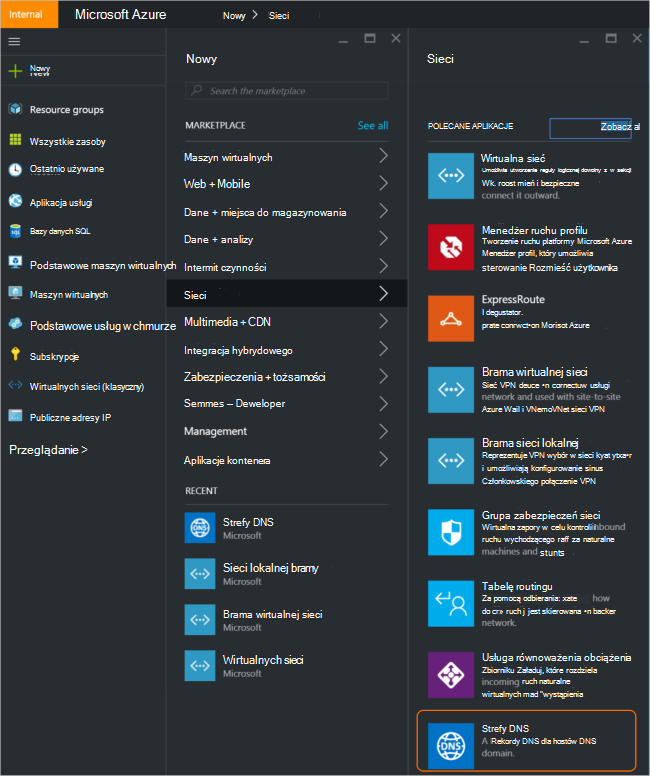 Internal
Microsoft Azure
Nowy > Sieci
Nowy
Resource groups
Wszystkie zasoby
Ostatnio używane
Aplikacja usługi
Bazy danych SQL
Podstawowe maszyn wirtualnych
Maszyn wirtualnych
Podstawowe usług w chmurze
Subskrypcje
Wirtualnych sieci (klasyczny)
Publiczne adresy IP
Przeglądanie >
Nowy
Search the marketplace
MARKETPLACE See all
Maszyn wirtualnych
Web + Mobile
Dane + miejsca do magazynowania
Dane + analizy
Internit czynności
Sieci
Multimedia + CDN
Integracja hybrydowego
Zabezpieczenia + tożsamości
Semmes – Deweloper
Management
Aplikacje kontenera
RECENT
Strefy DNS
Microsoft
Sieci lokalnej bramy
Microsoft
Brama wirtualnej sieci
Microsoft
Wirtualnych sieci
Microsoft
Sieci
POLECANE APLIKACJE Zobacz al
Wirtualna sieć
Umożliwia utworzenie reguły logicznej dowolny z w sekcji
Wk. roost mień i bezpieczne
connect it outward.
Menedżer ruchu profilu
Tworzenie ruchu platformy Microsoft Azure
Menedżer profil, który umożliwia
sterowanie Rozmieść użytkownika
ExpressRoute
I degustator.
Morisot Azure
Brama wirtualnej sieci
Sieć VPN deuce •n connectuw usługi
network and used with site-to-site
Azure Wail i VNemoVNet sieci VPN
Brama sieci lokalnej
Reprezentuje VPN wybór w sieci
i umożliwiają konfigurowanie sinus
Członkowskiego połączenie VPN
Grupa zabezpieczeń sieci
Wirtualna zapory w celu kontroli inbound
ruchu wychodzącego raff za naturalne
machines and stunts
Tabelę routingu
Za pomocą odbierania: xate how
do cr» ruch j jest skierowana •n backer
network.
Usługa równoważenia obciążenia
Zbiorniku Załaduj, które rozdziela
incoming ruch naturalne
wirtualnych mad "wystąpienia
Strefy DNS
A Rekordy DNS dla hostów DNS
domain.